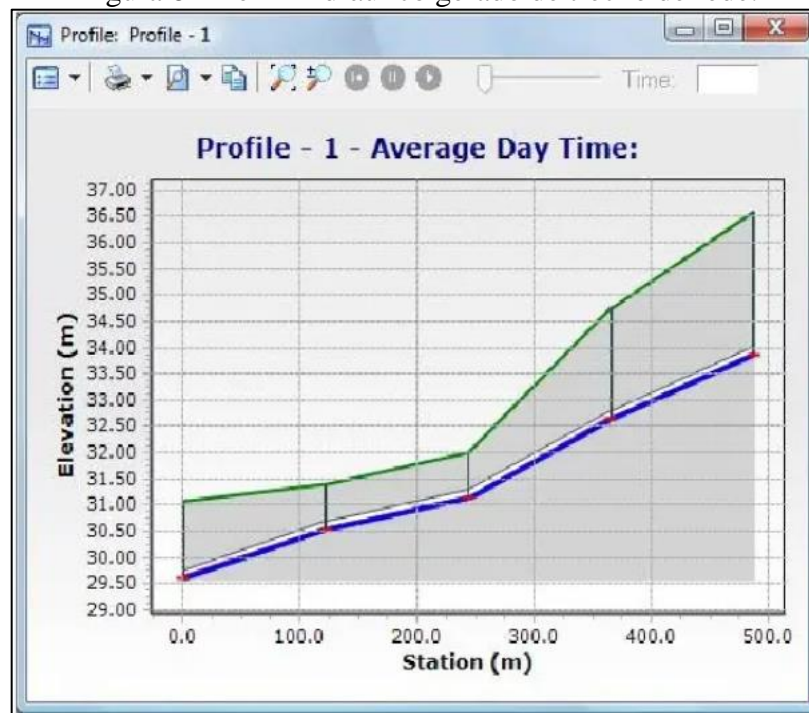 Profile: Profile - 1
Time:
Profile - 1 - Average Day Time:
37.00
36.50
36.00
35.50
35.00
34.50
34.00
33.50
33.00
32.50
32.00
31.50
31.00
30.50
30.00
29.50
29.00
Elevation (m)
0.0 100.0 200.0 300.0 400.0 500.0
Station (m)